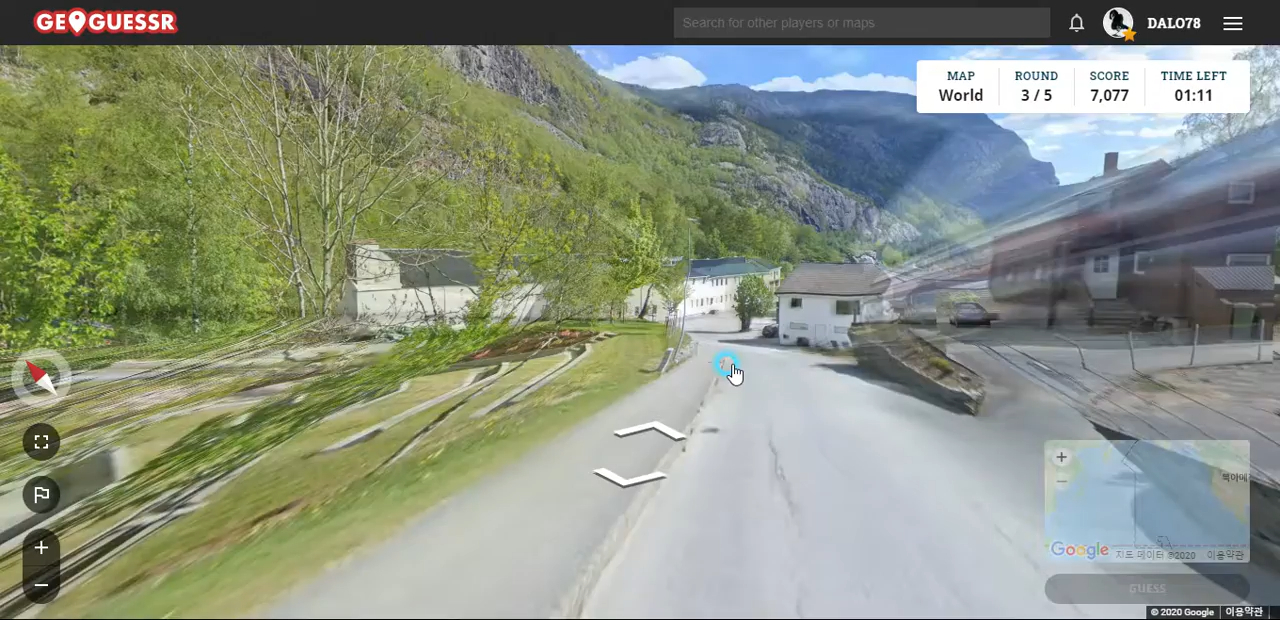 GEOGUESSR
Search for other players or maps
DALO78
MAP ROUND SCORE TIME LEFT
World 3 / 5 7,077 01:11
북아메
Google 지도 데이터 ©2020 이용약관
GUESS
© 2020 Google 이용약관